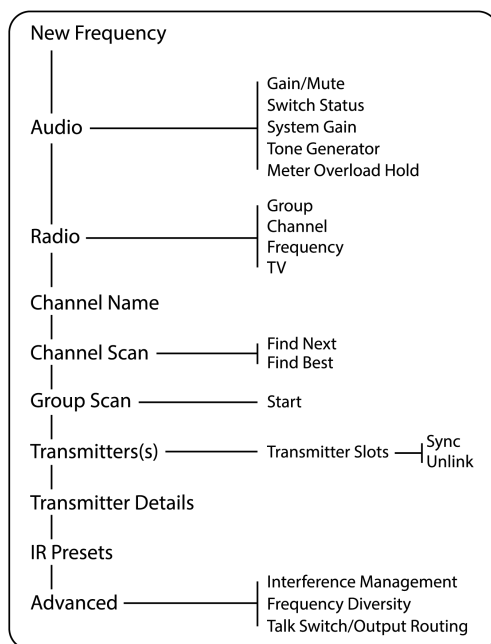 New Frequency
Audio
Gain/Mute
Switch Status
System Gain
Tone Generator
Meter Overload Hold
Radio
Group
Channel
Frequency
TV
Channel Name
Channel Scan
Find Next
Find Best
Group Scan
Start
Transmitters(s)
Transmitter Slots
Sync
Unlink
Transmitter Details
IR Presets
Advanced
Interference Management
Frequency Diversity
Talk Switch/Output Routing